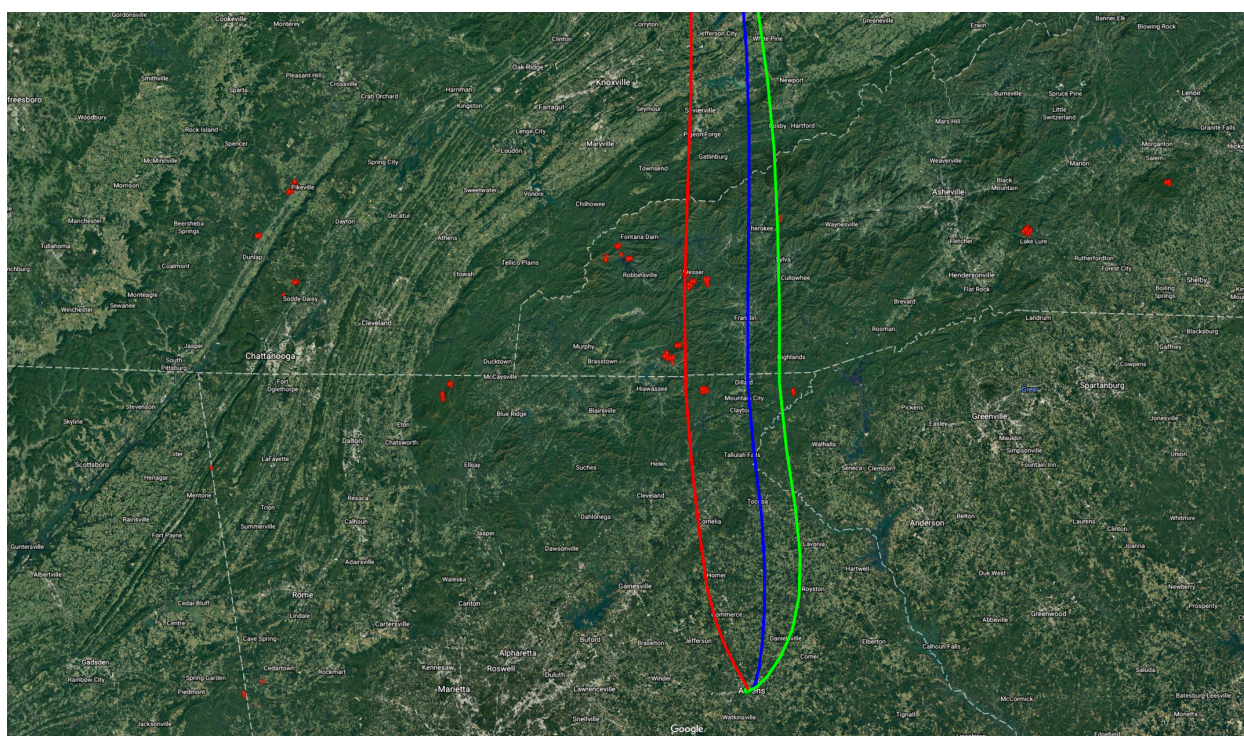 Gordonsville
Cookeville
Monterey
Clinton
Corryton
Jefferson City
White Pine
Greeneville
Erwin
Banner Elk
Blowing Rock
Smithville
Sparta
Pleasant Hill
Crossville
Crab Orchard
Harriman
Kingston
Oak Ridge
Farragut
Knoxville
Seymour
Sevierville
Newport
Burnsville
Spruce Pine
Little
Switzerland
Lenoir
freesboro
Woodbury
Rock Island
Spencer
Lenoir City
Loudon
Maryville
Pigeon Forge
Cosby
Hartford
Mars Hill
Granite Falls
McMinnville
Spring City
Townsend
Gatlinburg
Weaverville
Marion
Morganton
Salem
Hick
Morrison
Pikeville
Sweetwater
Vonore
Chilhowee
Black
Mountain
Asheville
Manchester
Beersheba
Springs
Dayton
Decatur
Athens
Fontana Dam
Cherokee
Waynesville
Fletcher
Lake Lure
Tullahoma
Dunlap
Coalmont
Etowah
Tellico Plains
Robbinsville
Wesser
Sylva
Cullowhee
Hendersonville
Flat Rock
Rutherfordton
Forest City
Shelby
nchburg
Monteagle
Sewanee
Winchester
Soddy-Daisy
Cleveland
Franklin
Brevard
Rosman
Boiling
Springs
Landrum
Blacksburg
Gaffney
Jasper
South
Pittsburg
Chattanooga
Fort
Oglethorpe
Ducktown
McCaysville
Murphy
Brasstown
Hiawassee
Highlands
Dillard
Mountain City
Clayton
Cowpens
Spartanburg
Greer
Stevenson
Skyline
Blue Ridge
Blairsville
Pickens
Easley
Greenville
Mauldin
Simpsonville
Fountain Inn
Jonesville
Union
Scottsboro
Ider
Henagar
LaFayette
Dalton
Eton
Chatsworth
Ellijay
Suches
Helen
Tallulah Falls
Walhalla
Seneca
Clemson
Mentone
Rainsville
Trion
Summerville
Resaca
Calhoun
Cleveland
Dahlonega
Toccoa
Cornelia
Anderson
Belton
Laurens
Clinton
Joanna
Whitmire
Guntersville
Fort Payne
Adairsville
Jasper
Dawsonville
Lavonia
Hartwell
Albertville
Waleska
Gainesville
Homer
Royston
Due West
Newberry
Prosperity
Cedar Bluff
Centre
Rome
Lindale
Cartersville
Canton
Commerce
Abbeville
Greenwood
Cave Spring
Buford
Braselton
Jefferson
Danielsville
Elberton
Comer
Calhoun Falls
Saluda
Gadsden
Rainbow City
Spring Garden
Piedmont
Cedartown
Rockmart
Kennesaw
Marietta
Alpharetta
Roswell
Duluth
Lawrenceville
Winder
Athens
McCormick
Batesburg-Leesville
Monetta
Jacksonville
Snellville
Watkinsville
Tignall
Edgefield
Google